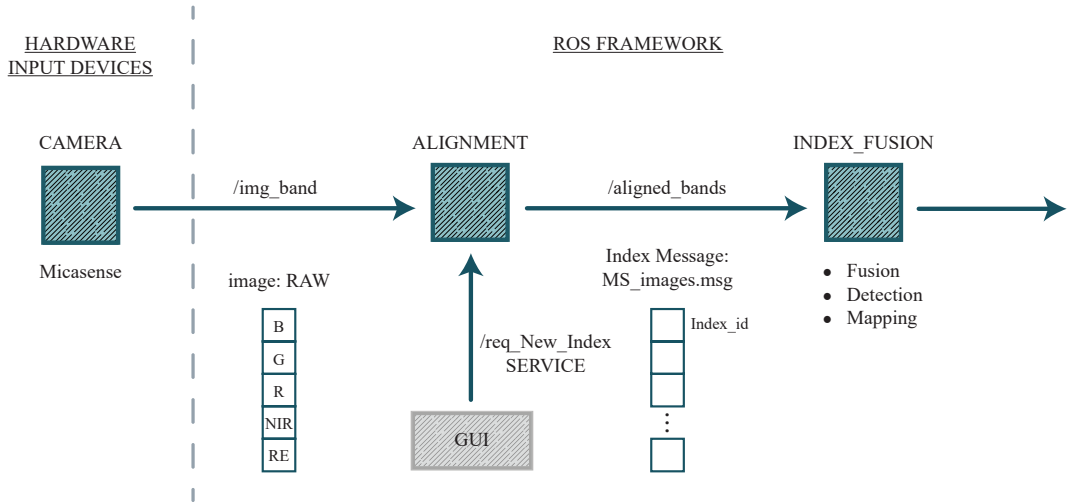 HARDWARE
INPUT DEVICES
ROS FRAMEWORK
CAMERA
ALIGNMENT
INDEX_FUSION
/img_band
/aligned_bands
Micasense
image: RAW
B
G
R
NIR
RE
/req_New_Index
SERVICE
GUI
Index Message:
MS_images.msg
Index_id
• Fusion
• Detection
• Mapping